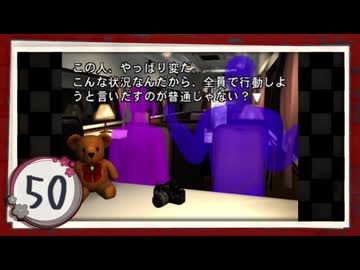 この人、やっぱり変だ。
こんな状況なんだから、全員で行動しよ
うと言いだすのが普通じゃない？
50